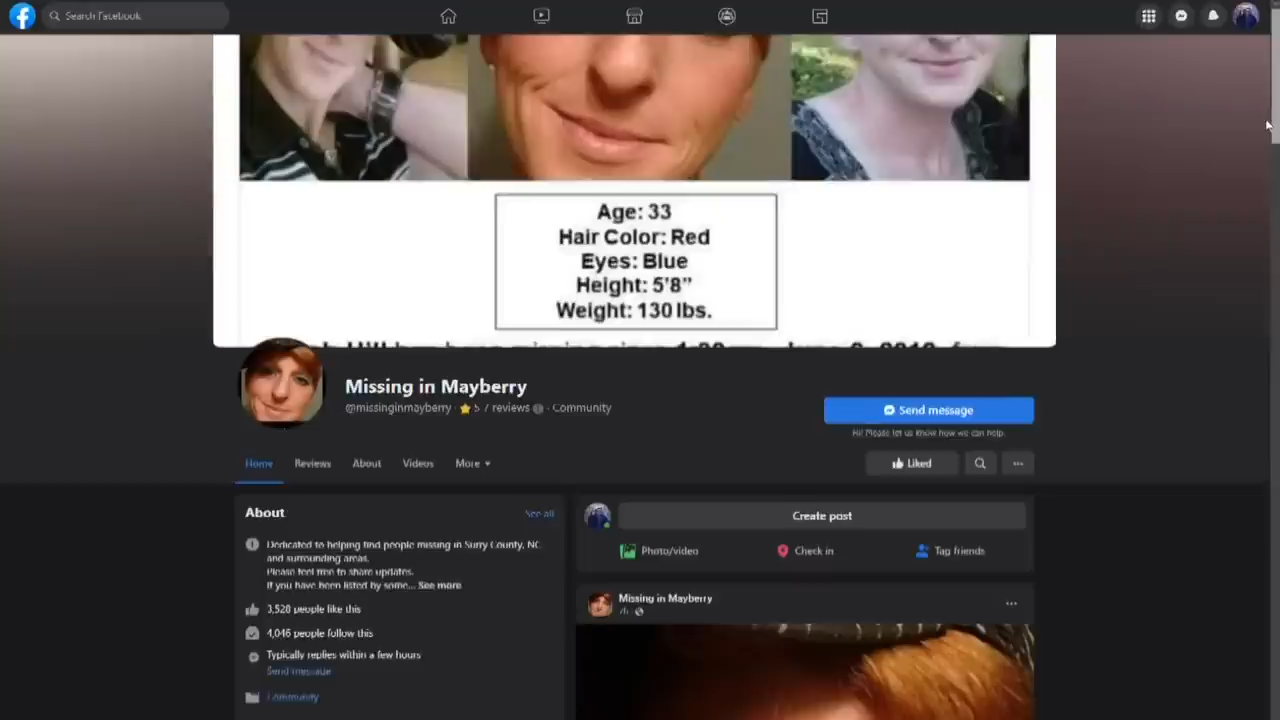 Search Facebook
Age: 33
Hair Color: Red
Eyes: Blue
Height: 5'8”
Weight: 130 lbs.
Missing in Mayberry
@missinginmayberry · 5 7 reviews · Community
Send message
Hi! Please let us know how we can help.
Home Reviews About Videos More
Liked
About See all
Dedicated to helping find people missing in Surry County, NC
and surrounding areas.
Please feel free to share updates.
If you have been listed by some... See more
3,528 people like this
4,046 people follow this
Typically replies within a few hours
Send message
Community
Create post
Photo/video Check in Tag friends
Missing in Mayberry